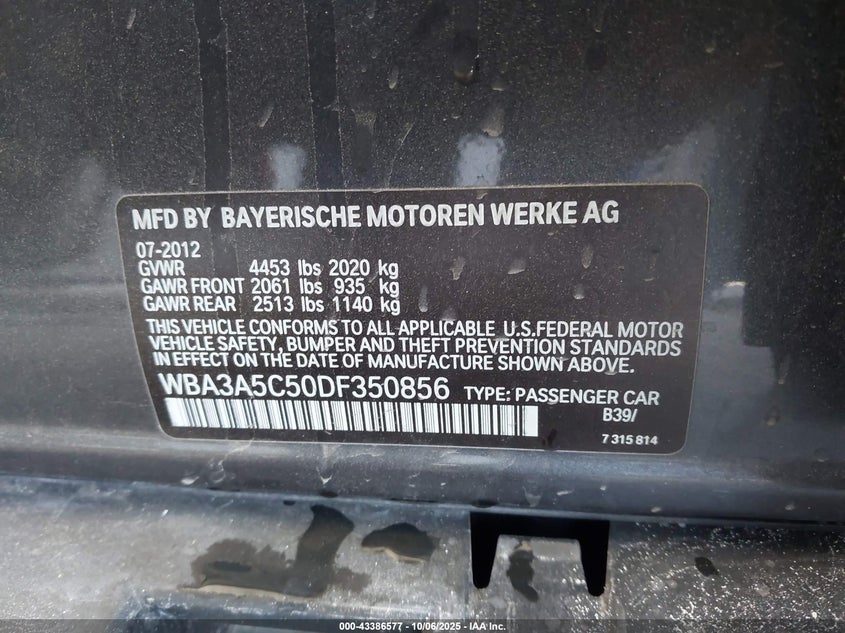 MFD BY BAYERISCHE MOTOREN WERKE AG
07-2012
GVWR 4453 lbs 2020 kg
GAWR FRONT 2061 lbs 935 kg
GAWR REAR 2513 lbs 1140 kg
THIS VEHICLE CONFORMS TO ALL APPLICABLE U.S.FEDERAL MOTOR
VEHICLE SAFETY, BUMPER AND THEFT PREVENTION STANDARDS
IN EFFECT ON THE DATE OF MANUFACTURE SHOWN ABOVE.
WBA3A5C50DF350856 TYPE: PASSENGER CAR
B39/
7 315 814
000-43386577 - 10/06/2025 - IAA Inc.